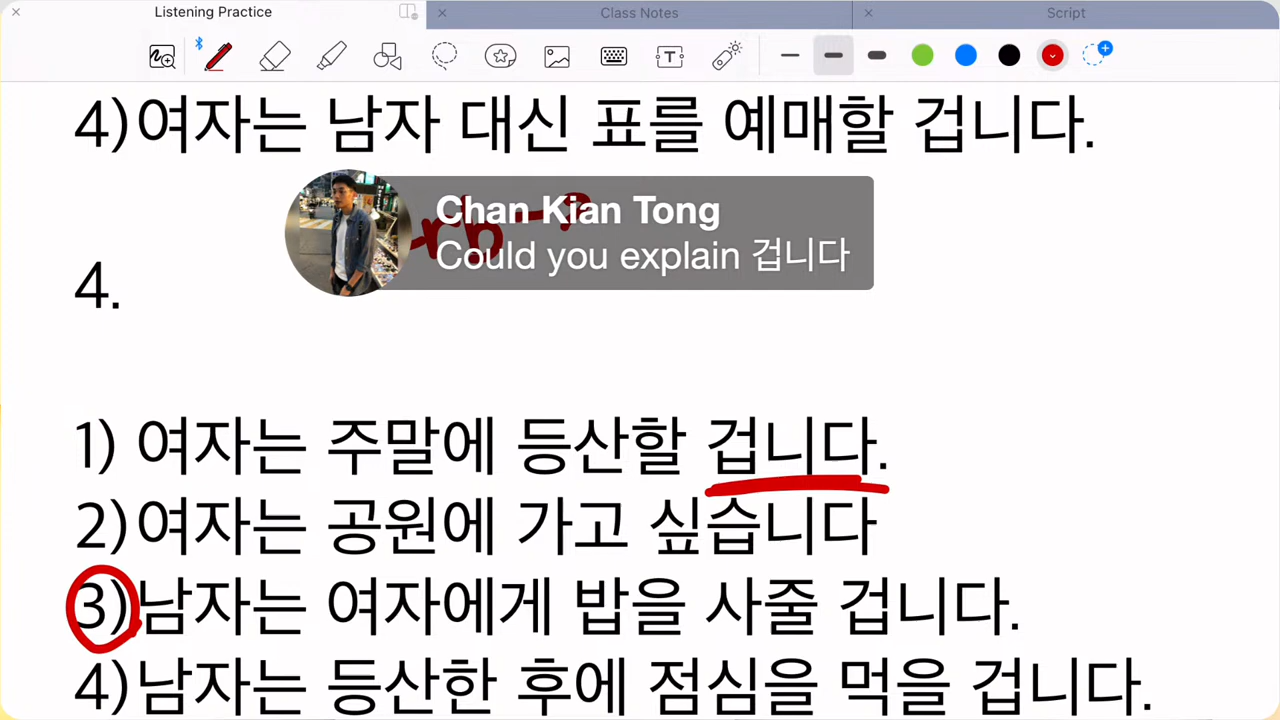 Listening Practice
Class Notes
Script
4)여자는 남자 대신 표를 예매할 겁니다.
Chan Kian Tong
Could you explain 겁니다
4.
1) 여자는 주말에 등산할 겁니다.
2)여자는 공원에 가고 싶습니다
3)남자는 여자에게 밥을 사줄 겁니다.
4)남자는 등산한 후에 점심을 먹을 겁니다.